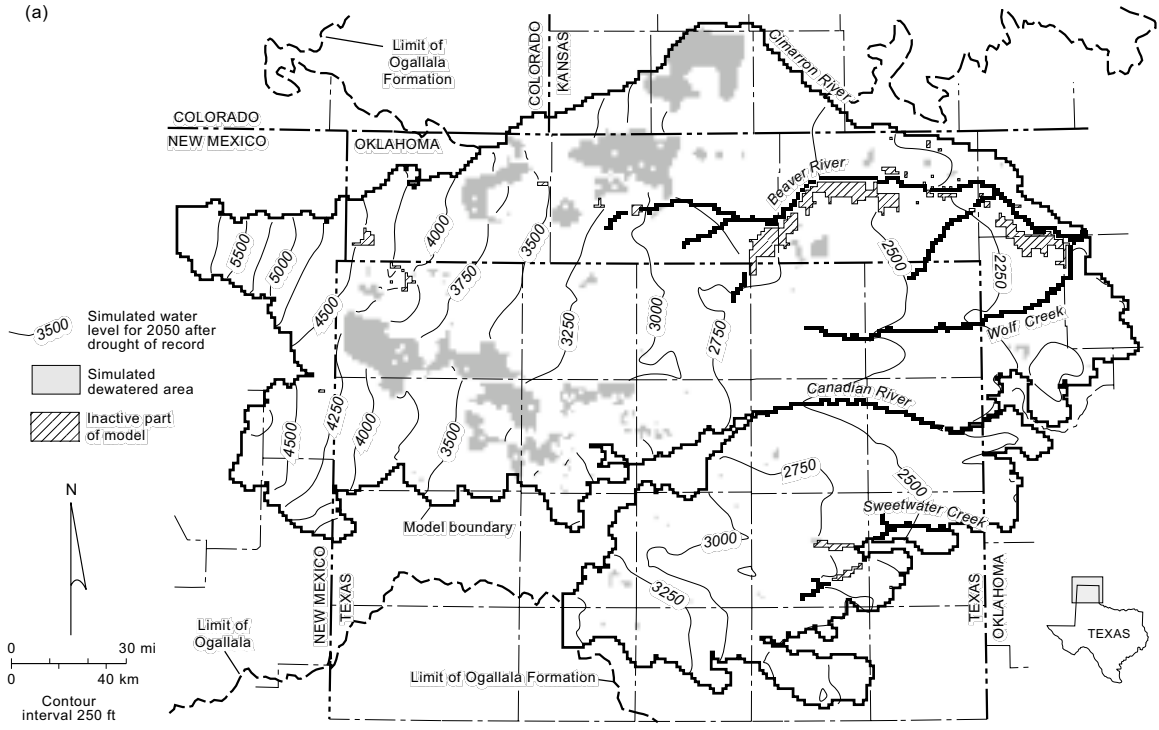 (a)
Limit of
Ogallala
Formation
COLORADO
KANSAS
Cimarron River
COLORADO
NEW MEXICO
OKLAHOMA
Beaver River
5500
5000
4500
4000
3750
3500
3250
3000
2750
2500
2250
3500
Simulated water
level for 2050 after
drought of record
Simulated
dewatered area
Inactive part
of model
Wolf Creek
Canadian River
4500
4250
4000
3500
2750
2500
Sweetwater Creek
N
Model boundary
3000
3250
NEW MEXICO
TEXAS
TEXAS
OKLAHOMA
TEXAS
Limit of
Ogallala
0 30 mi
0 40 km
Contour
interval 250 ft
Limit of Ogallala Formation